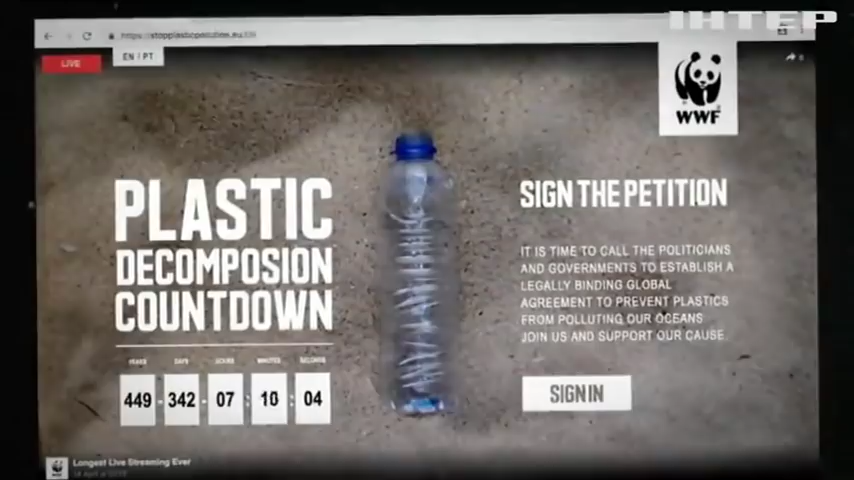 ІНТЕР
LIVE
EN | PT
WWF
PLASTIC
DECOMPOSION
COUNTDOWN
YEARS DAYS HOURS MINUTES SECONDS
449 - 342 - 07 : 10 : 04
SIGN THE PETITION
IT IS TIME TO CALL THE POLITICIANS
AND GOVERNMENTS TO ESTABLISH A
LEGALLY BINDING GLOBAL
AGREEMENT TO PREVENT PLASTICS
FROM POLLUTING OUR OCEANS
JOIN US AND SUPPORT OUR CAUSE.
SIGN IN
Longest Live Streaming Ever